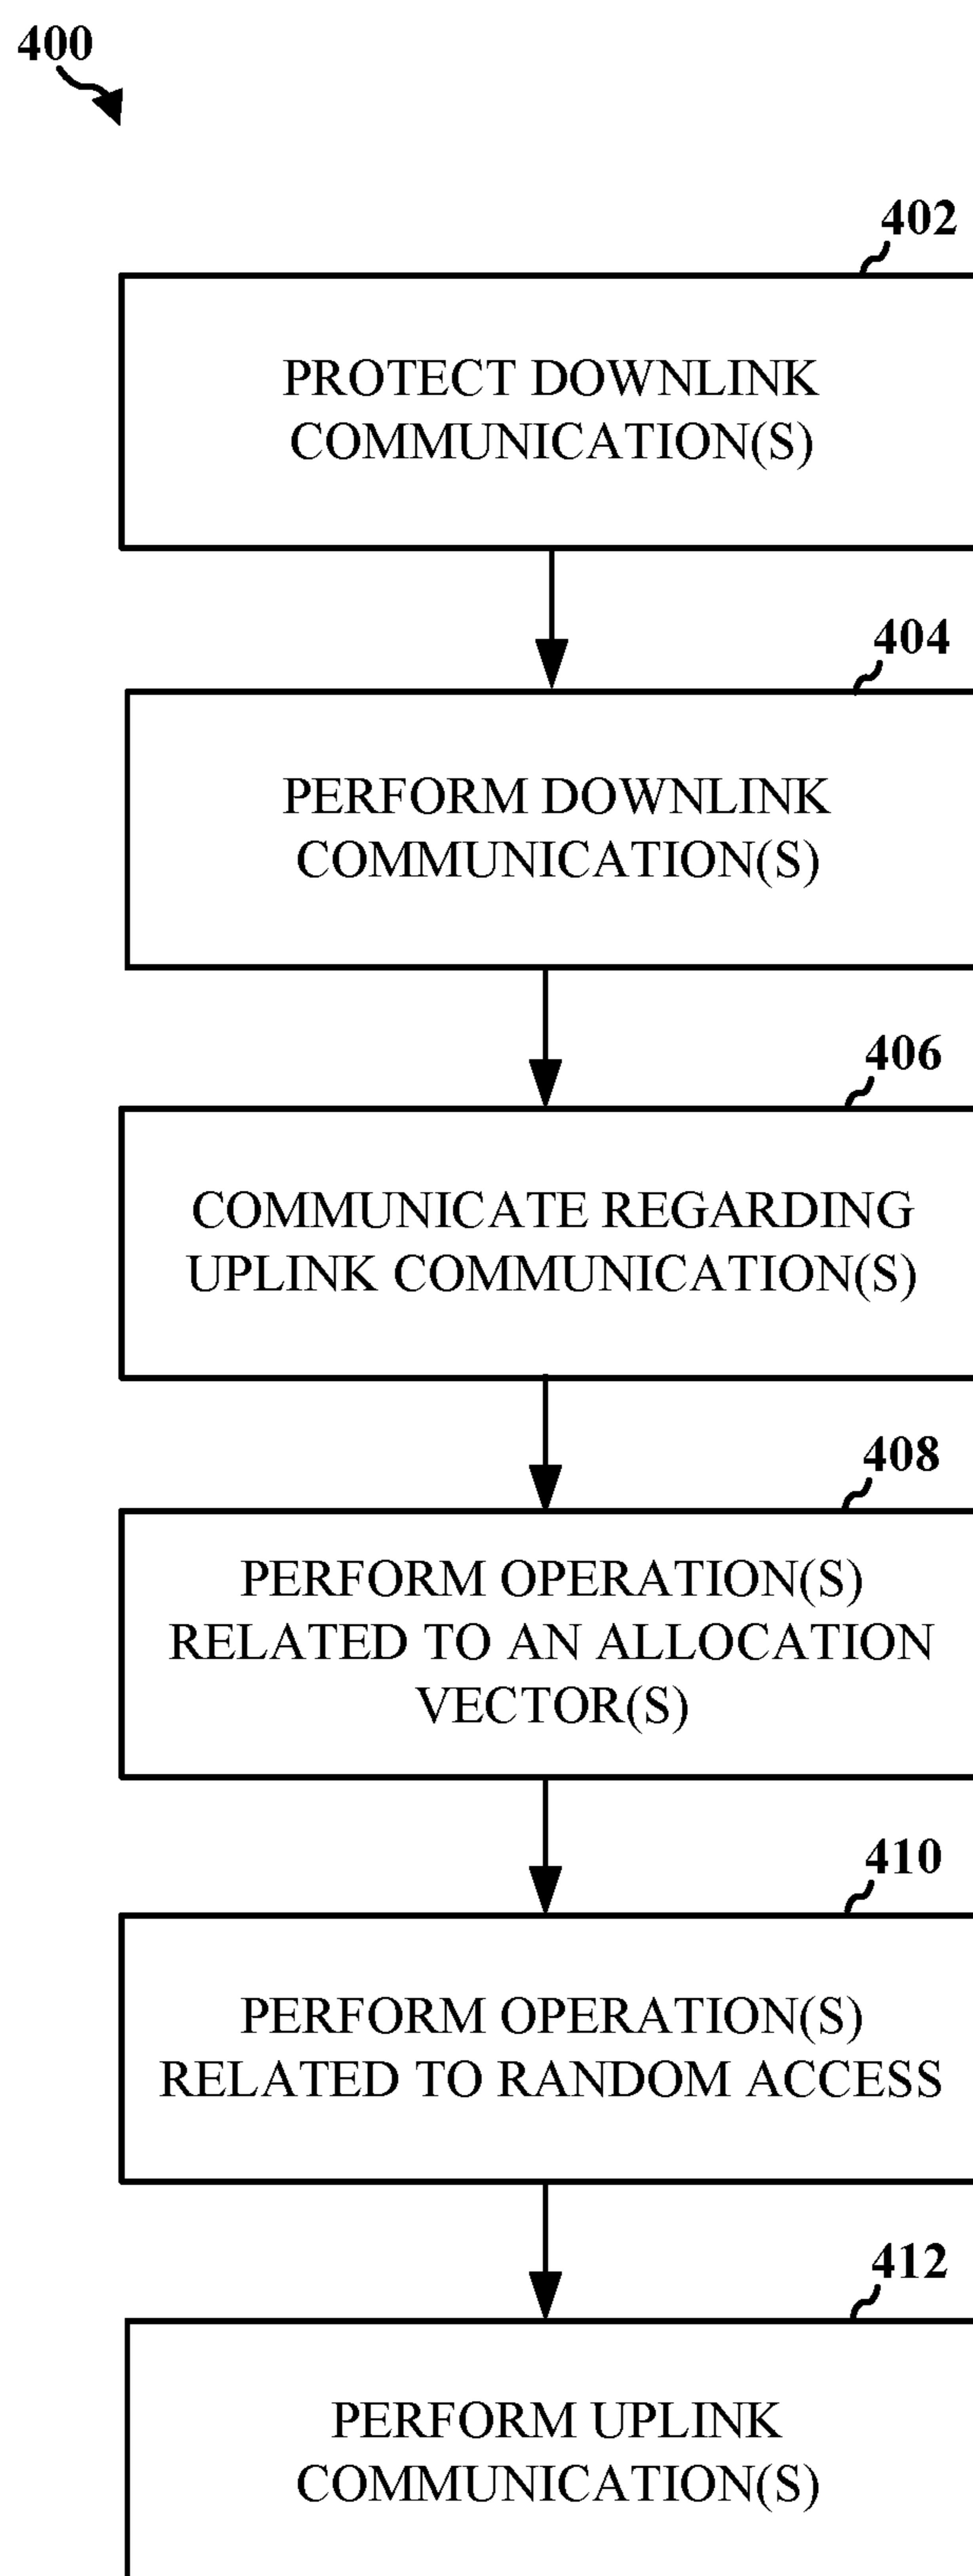 400
402
PROTECT DOWNLINK
COMMUNICATION(S)
404
PERFORM DOWNLINK
COMMUNICATION(S)
406
COMMUNICATE REGARDING
UPLINK COMMUNICATION(S)
408
PERFORM OPERATION(S)
RELATED TO AN ALLOCATION
VECTOR(S)
410
PERFORM OPERATION(S)
RELATED TO RANDOM ACCESS
412
PERFORM UPLINK
COMMUNICATION(S)